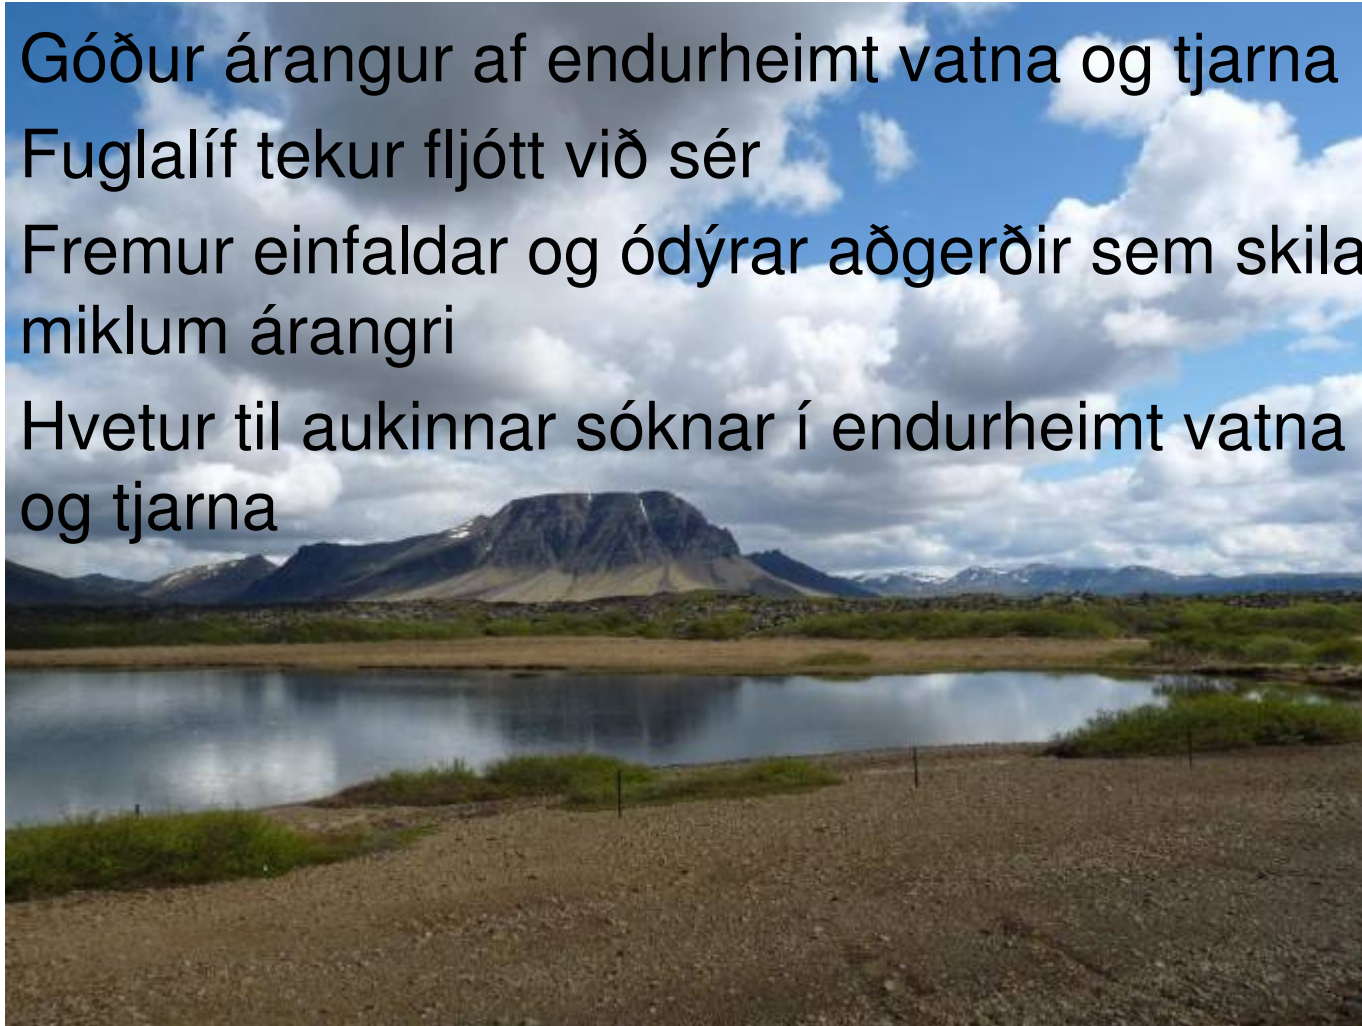 Góður árangur af endurheimt vatna og tjarna
Fuglalíf tekur fljótt við sér
Fremur einfaldar og ódýrar aðgerðir sem skila
miklum árangri
Hvetur til aukinnar sóknar í endurheimt vatna
og tjarna